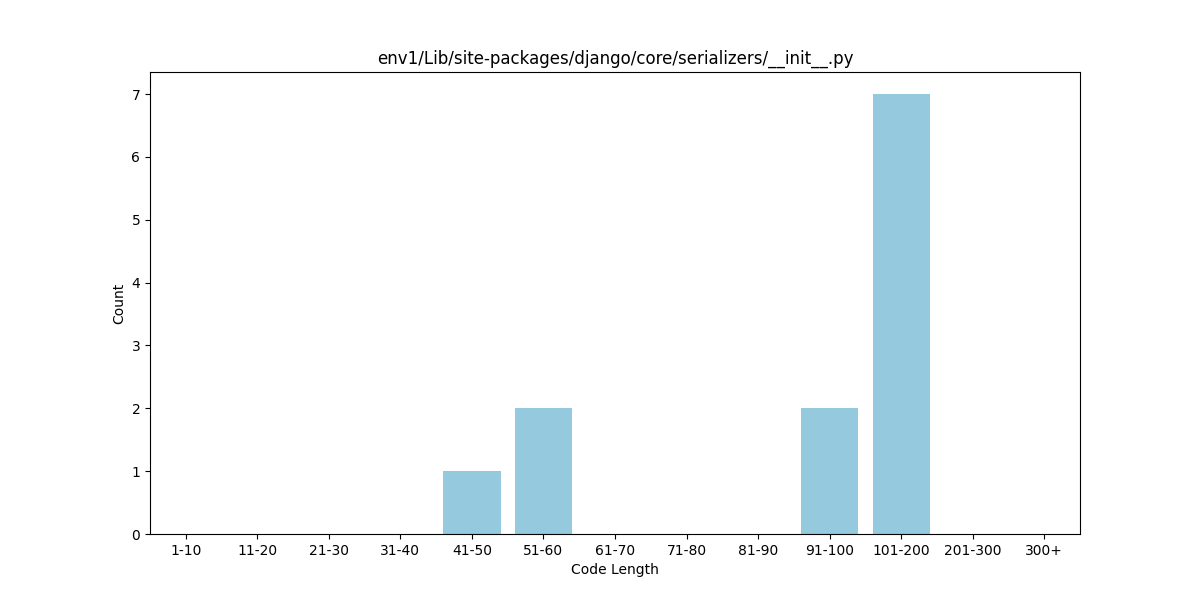 env1/Lib/site-packages/django/core/serializers/__init__.py
7
6
5
4
3
2
1
0
Count
1-10 11-20 21-30 31-40 41-50 51-60 61-70 71-80 81-90 91-100 101-200 201-300 300+
Code Length